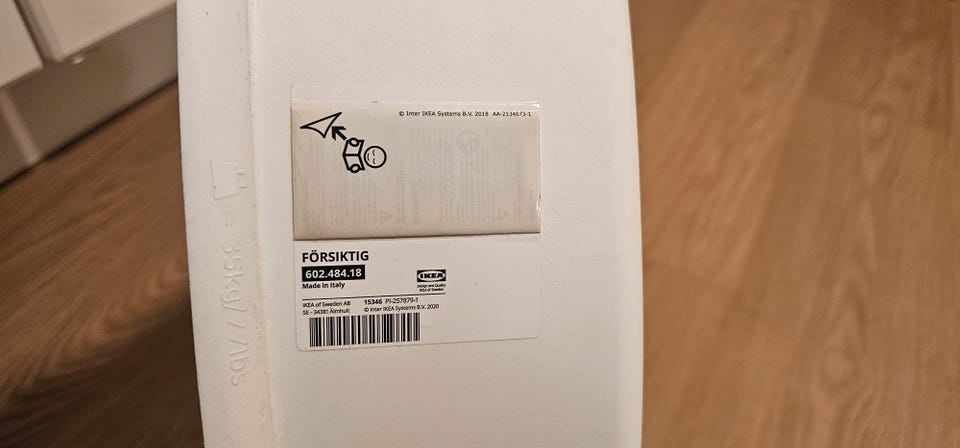 © Inter IKEA Systems B.V. 2018 AA-2134673-1
FÖRSIKTIG
602.484.18
Made in Italy
IKEA
Design and Quality
IKEA of Sweden
IKEA of Sweden AB
SE - 34381 Älmhult
15346 PI-257879-1
© Inter IKEA Systems B.V. 2020
= 35kg/77lbs